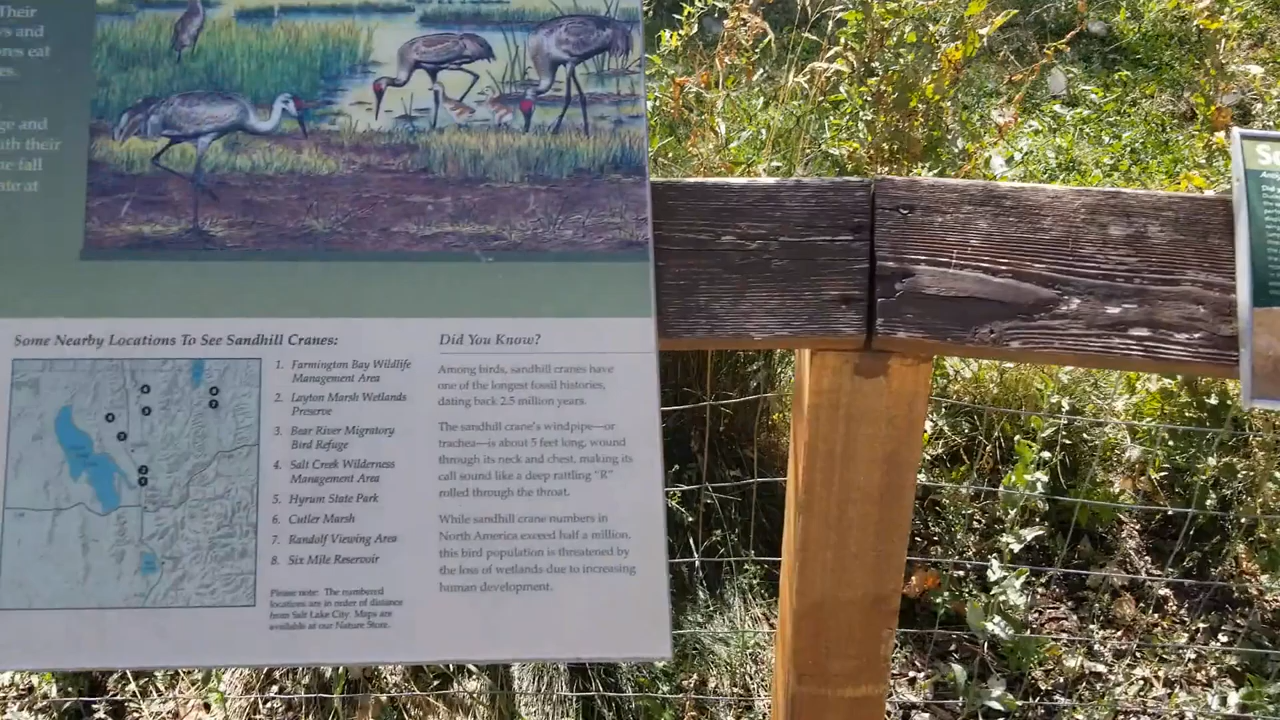 Their
ys and
ones eat
es.
ge and
with their
he fall
ate at
Some Nearby Locations To See Sandhill Cranes:
1. Farmington Bay Wildlife
Management Area
2. Layton Marsh Wetlands
Preserve
3. Bear River Migratory
Bird Refuge
4. Salt Creek Wilderness
Management Area
5. Hyrum State Park
6. Cutler Marsh
7. Randolf Viewing Area
8. Six Mile Reservoir
Please note: The numbered
locations are in order of distance
from Salt Lake City. Maps are
available at our Nature Store.
Did You Know?
Among birds, sandhill cranes have
one of the longest fossil histories,
dating back 2.5 million years.
The sandhill crane's windpipe—or
trachea—is about 5 feet long, wound
through its neck and chest, making its
call sound like a deep rattling "R"
rolled through the throat.
While sandhill crane numbers in
North America exceed half a million,
this bird population is threatened by
the loss of wetlands due to increasing
human development.